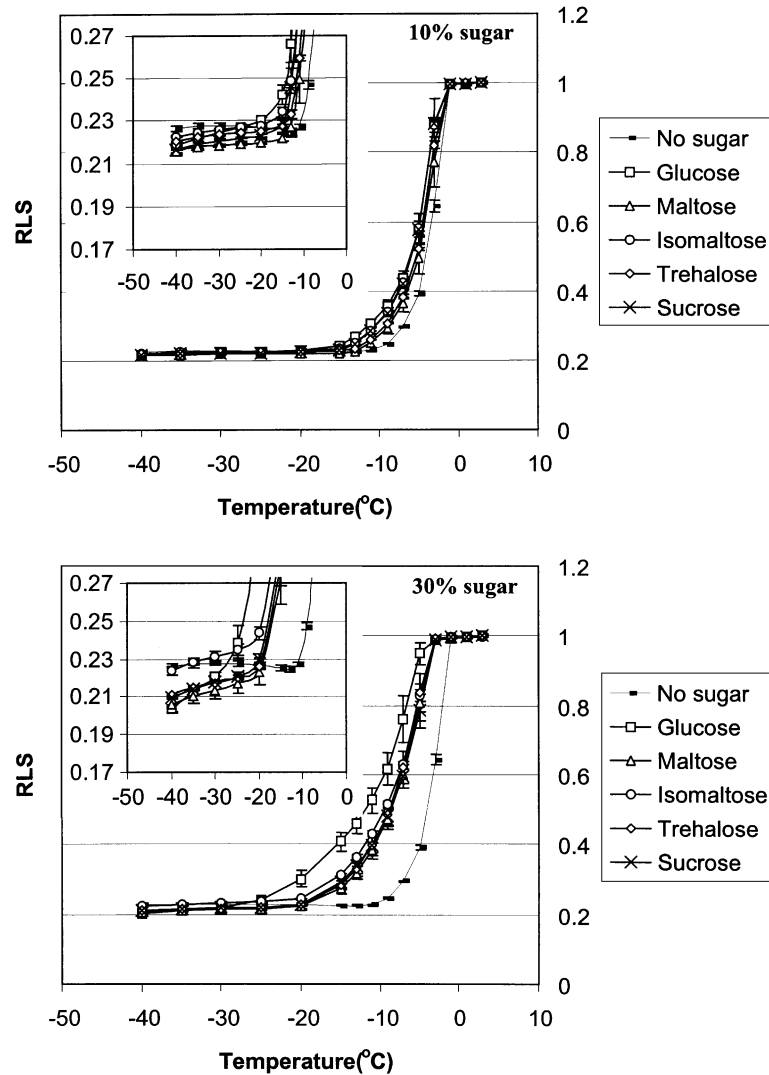 10% sugar
RLS
0.27
0.25
0.23
0.21
0.19
0.17
-50 -40 -30 -20 -10 0
1.2
1
0.8
0.6
0.4
0.2
0
-50 -40 -30 -20 -10 0 10
Temperature(°C)
No sugar
Glucose
Maltose
Isomaltose
Trehalose
Sucrose
30% sugar
RLS
0.27
0.25
0.23
0.21
0.19
0.17
-50 -40 -30 -20 -10 0
1.2
1
0.8
0.6
0.4
0.2
0
-50 -40 -30 -20 -10 0 10
Temperature(°C)
No sugar
Glucose
Maltose
Isomaltose
Trehalose
Sucrose